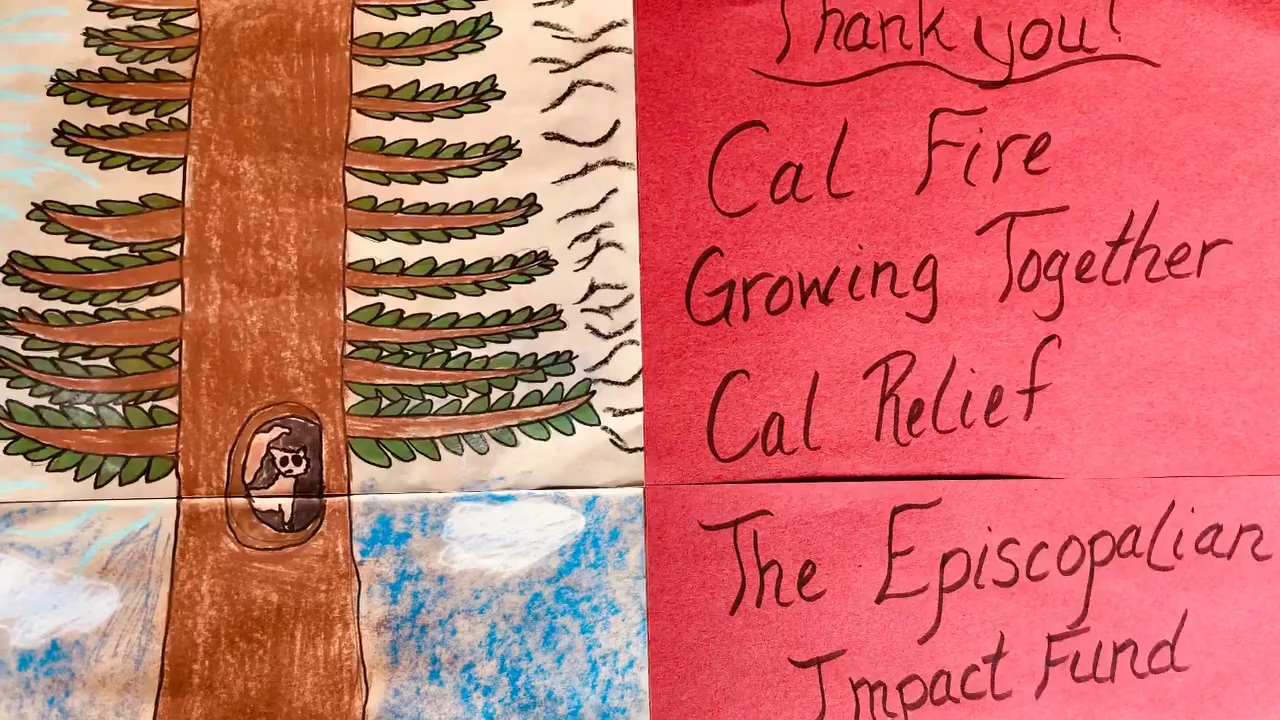 Thank you!
Cal Fire
Growing Together
Cal Relief
The Episcopalian
Impact Fund